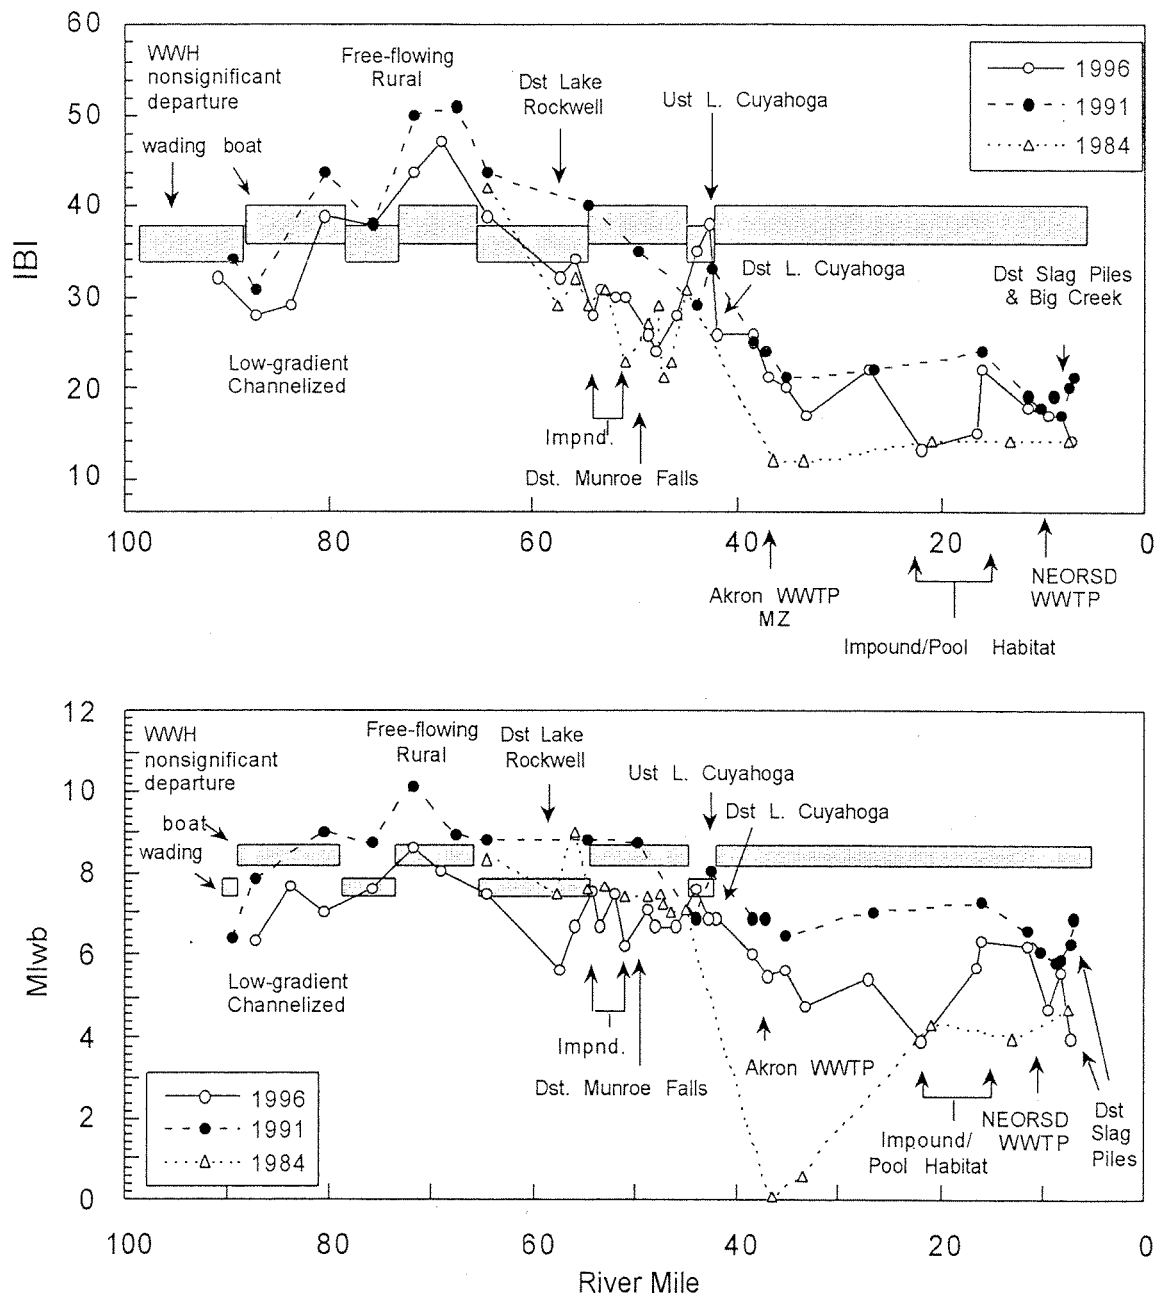 60
50
40
30
20
10
IBI
WWH
nonsignificant
departure
wading boat
Free-flowing
Rural
Dst Lake
Rockwell
Ust L. Cuyahoga
1996
1991
1984
Dst L. Cuyahoga
Dst Slag Piles
& Big Creek
Low-gradient
Channelized
Impnd.
Dst. Munroe Falls
100 80 60 40 20 0
Akron WWTP
MZ
NEORSD
WWTP
Impound/Pool Habitat
12
10
8
6
4
2
0
MIwb
WWH
nonsignificant
departure
boat
wading
Free-flowing
Rural
Dst Lake
Rockwell
Ust L. Cuyahoga
Dst L. Cuyahoga
Low-gradient
Channelized
Impnd.
Dst. Munroe Falls
Akron WWTP
1996
1991
1984
Impound/
Pool Habitat
NEORSD
WWTP
Dst
Slag
Piles
100 80 60 40 20 0
River Mile